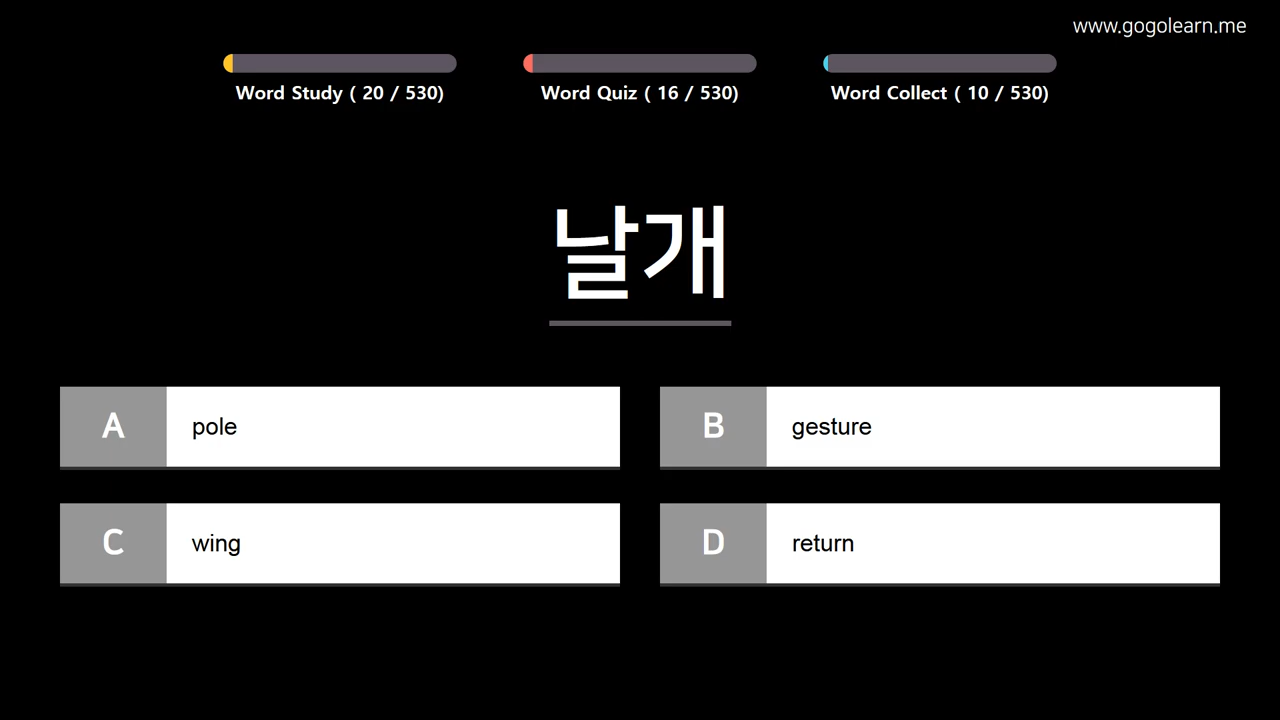 www.gogolearn.me
Word Study ( 20 / 530)
Word Quiz ( 16 / 530)
Word Collect ( 10 / 530)
날개
A pole
B gesture
C wing
D return